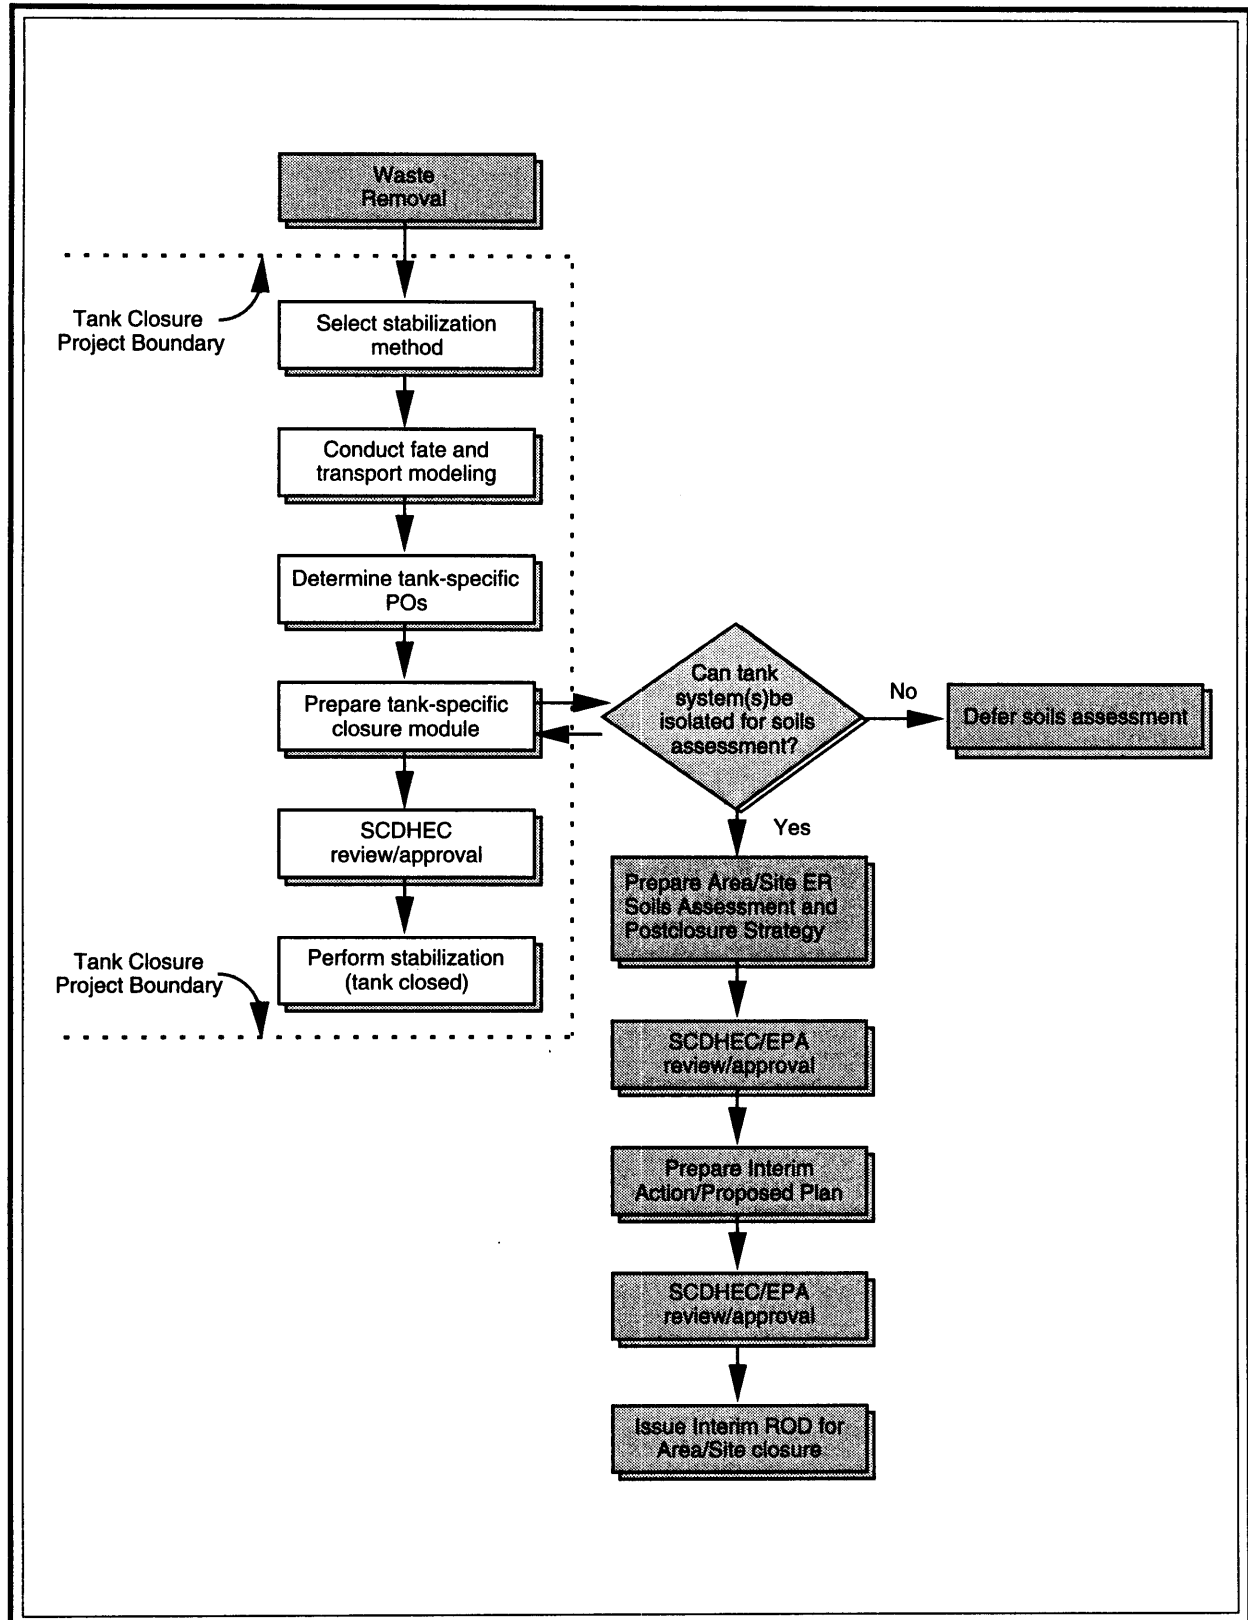 Waste
Removal
Tank Closure
Project Boundary
Select stabilization
method
Conduct fate and
transport modeling
Determine tank-specific
POs
Prepare tank-specific
closure module
Can tank
system(s)be
isolated for soils
assessment?
No
Defer soils assessment
SCDHEC
review/approval
Yes
Prepare Area/Site ER
Soils Assessment and
Postclosure Strategy
Tank Closure
Project Boundary
Perform stabilization
(tank closed)
SCDHEC/EPA
review/approval
Prepare Interim
Action/Proposed Plan
SCDHEC/EPA
review/approval
Issue Interim ROD for
Area/Site closure